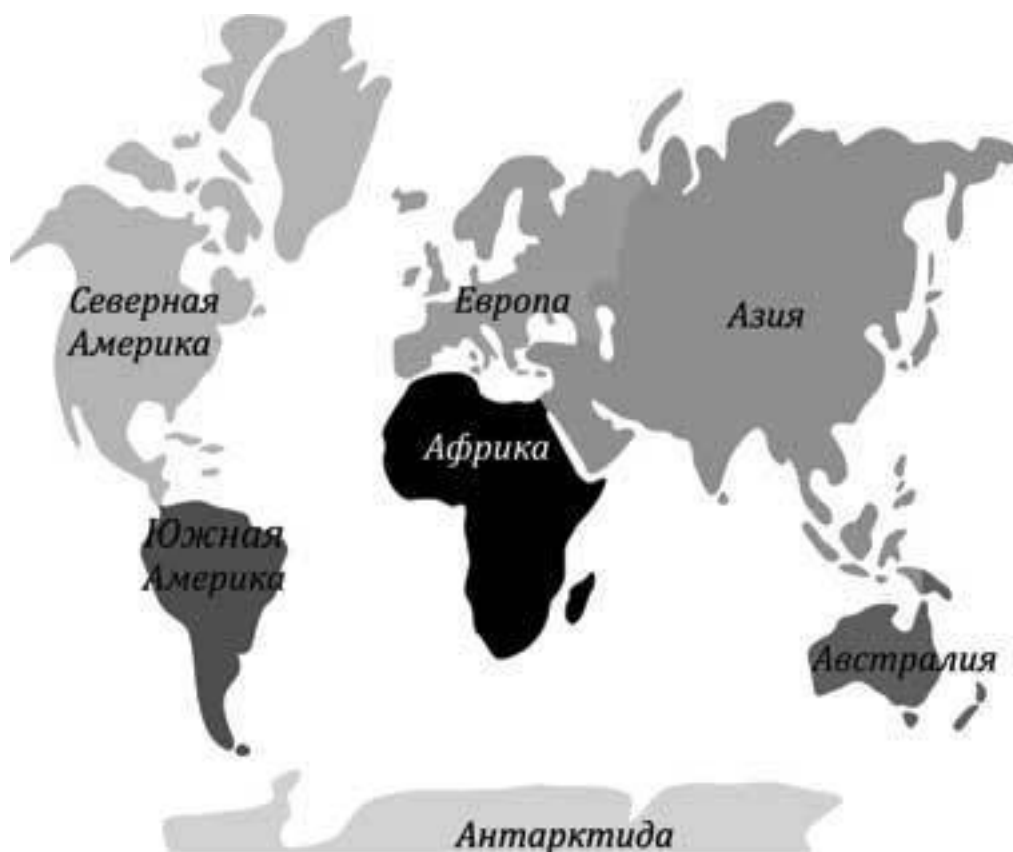 Северная
Америка
Европа
Азия
Африка
Южная
Америка
Австралия
Антарктида